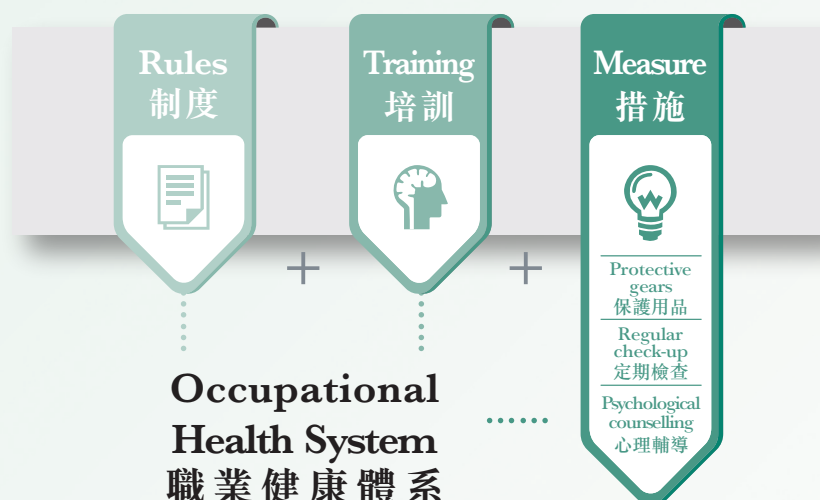 Rules
制度
Training
培訓
Measure
措施
+
+
Protective
gears
保護用品
Regular
check-up
定期檢查
Psychological
counselling
心理輔導
Occupational
Health System
職業健康體系